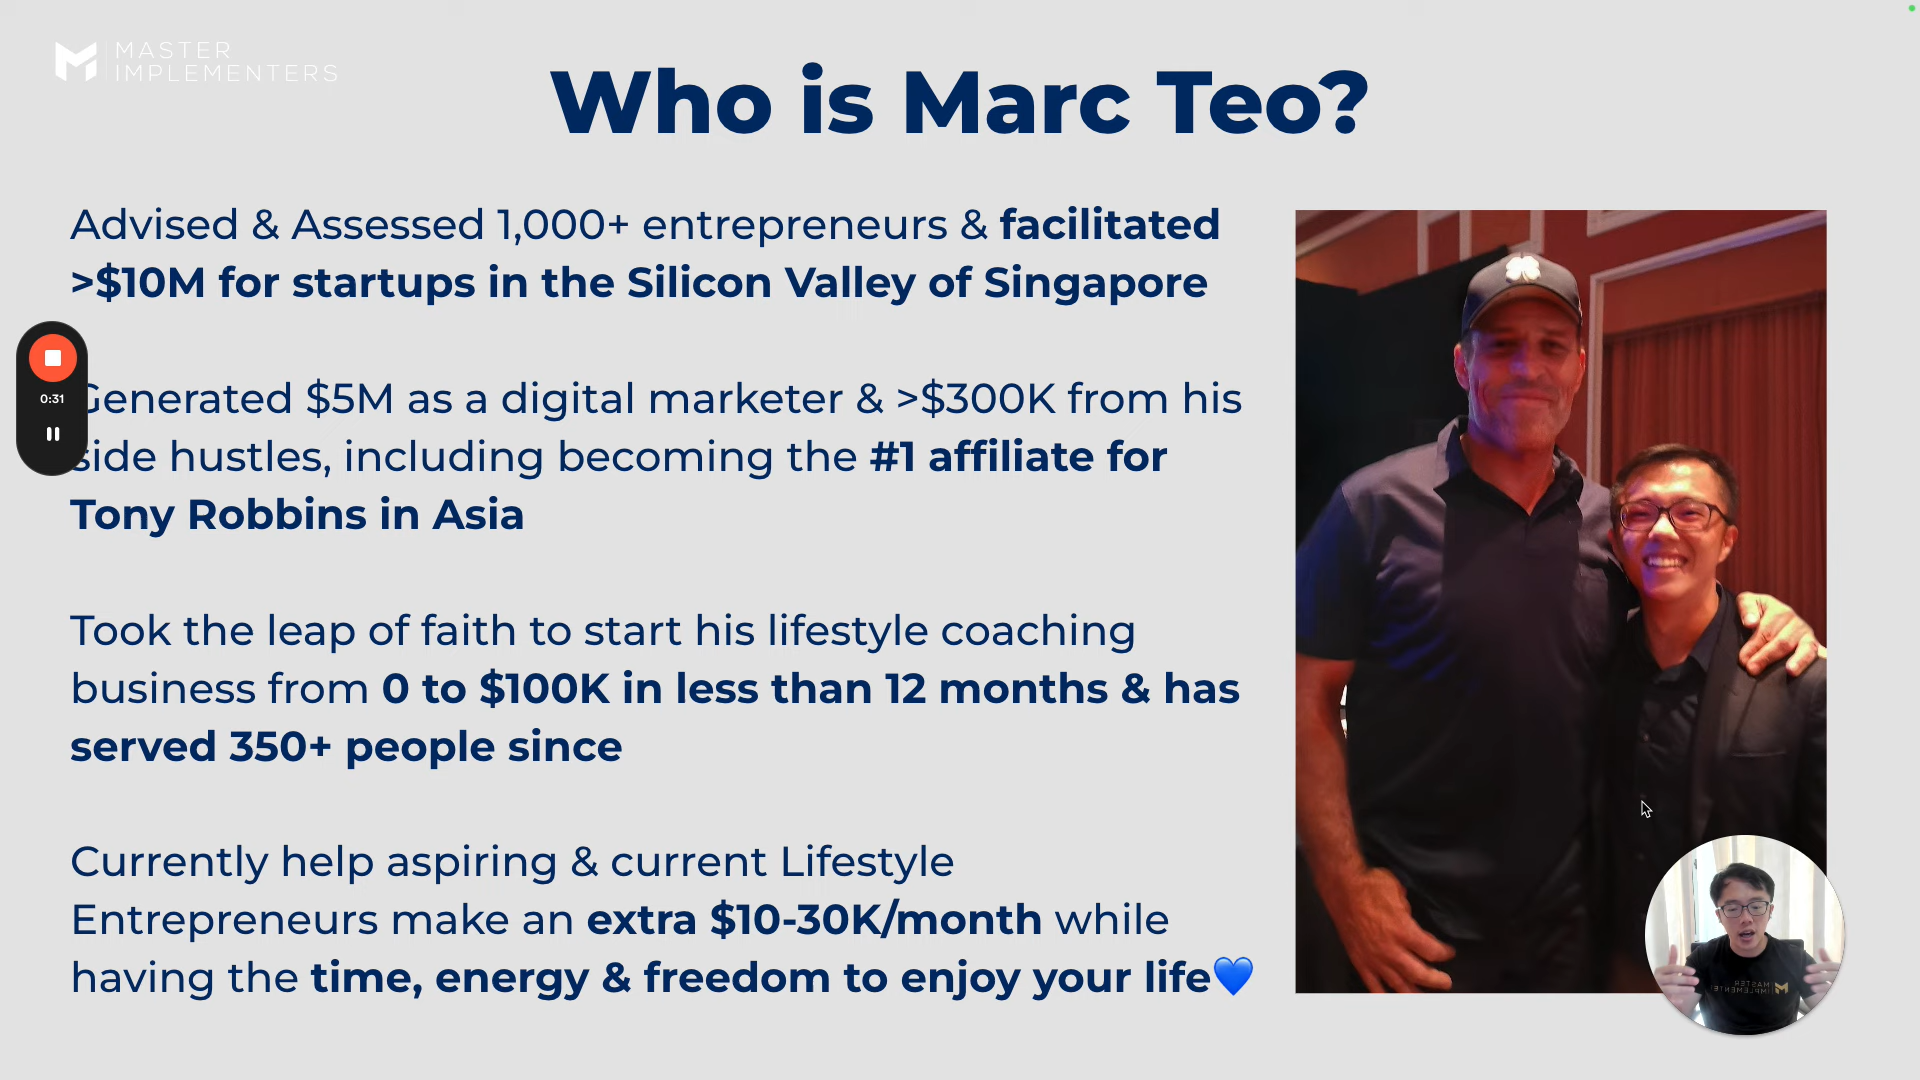 MASTER
IMPLEMENTERS
Who is Marc Teo?
Advised & Assessed 1,000+ entrepreneurs & facilitated
>$10M for startups in the Silicon Valley of Singapore
Generated $5M as a digital marketer & >$300K from his
side hustles, including becoming the #1 affiliate for
Tony Robbins in Asia
0:31
Took the leap of faith to start his lifestyle coaching
business from 0 to $100K in less than 12 months & has
served 350+ people since
Currently help aspiring & current Lifestyle
Entrepreneurs make an extra $10-30K/month while
having the time, energy & freedom to enjoy your life💙